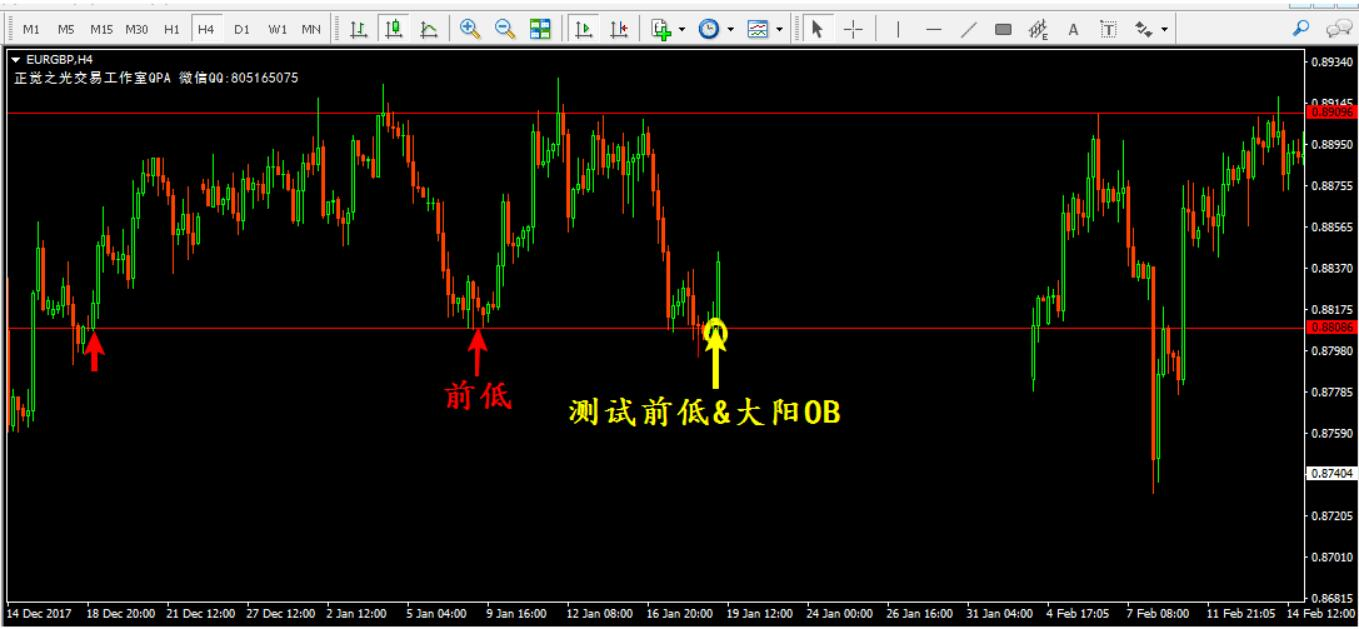 M1 M5 M15 M30 H1 H4 D1 W1 MN E A T
EURGBP,H4
正觉之光交易工作室QPA 微信QQ:805165075
0.89340
0.89145
0.89096
0.88950
0.88755
0.88565
0.88370
0.88175
0.88086
0.87980
0.87785
前低
测试前低&大阳OB
0.87590
0.87404
0.87205
0.87010
0.86815
14 Dec 2017 18 Dec 20:00 21 Dec 12:00 27 Dec 12:00 2 Jan 12:00 5 Jan 04:00 9 Jan 16:00 12 Jan 08:00 16 Jan 20:00 19 Jan 12:00 24 Jan 00:00 26 Jan 16:00 31 Jan 04:00 4 Feb 17:05 7 Feb 08:00 11 Feb 21:05 14 Feb 12:00